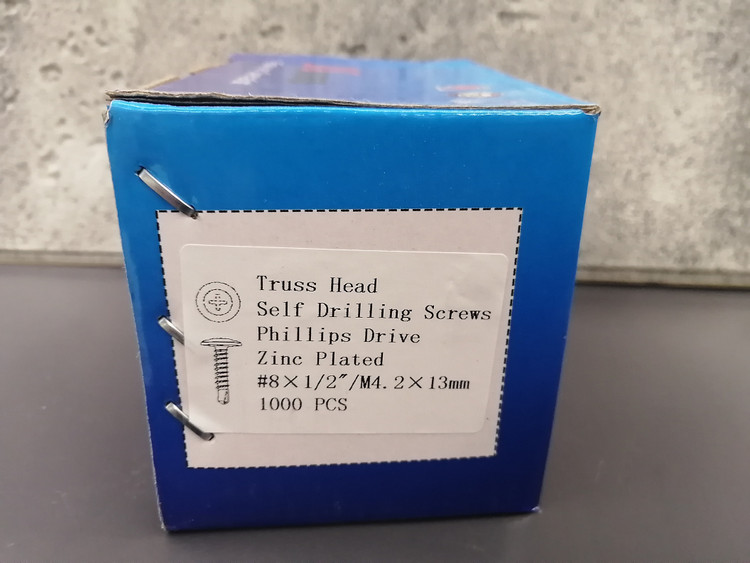 Truss Head
Self Drilling Screws
Phillips Drive
Zinc Plated
#8×1/2″/M4.2×13mm
1000 PCS